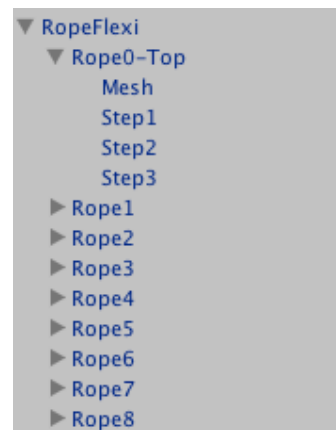 RopeFlexi
Rope0-Top
Mesh
Step1
Step2
Step3
Rope1
Rope2
Rope3
Rope4
Rope5
Rope6
Rope7
Rope8